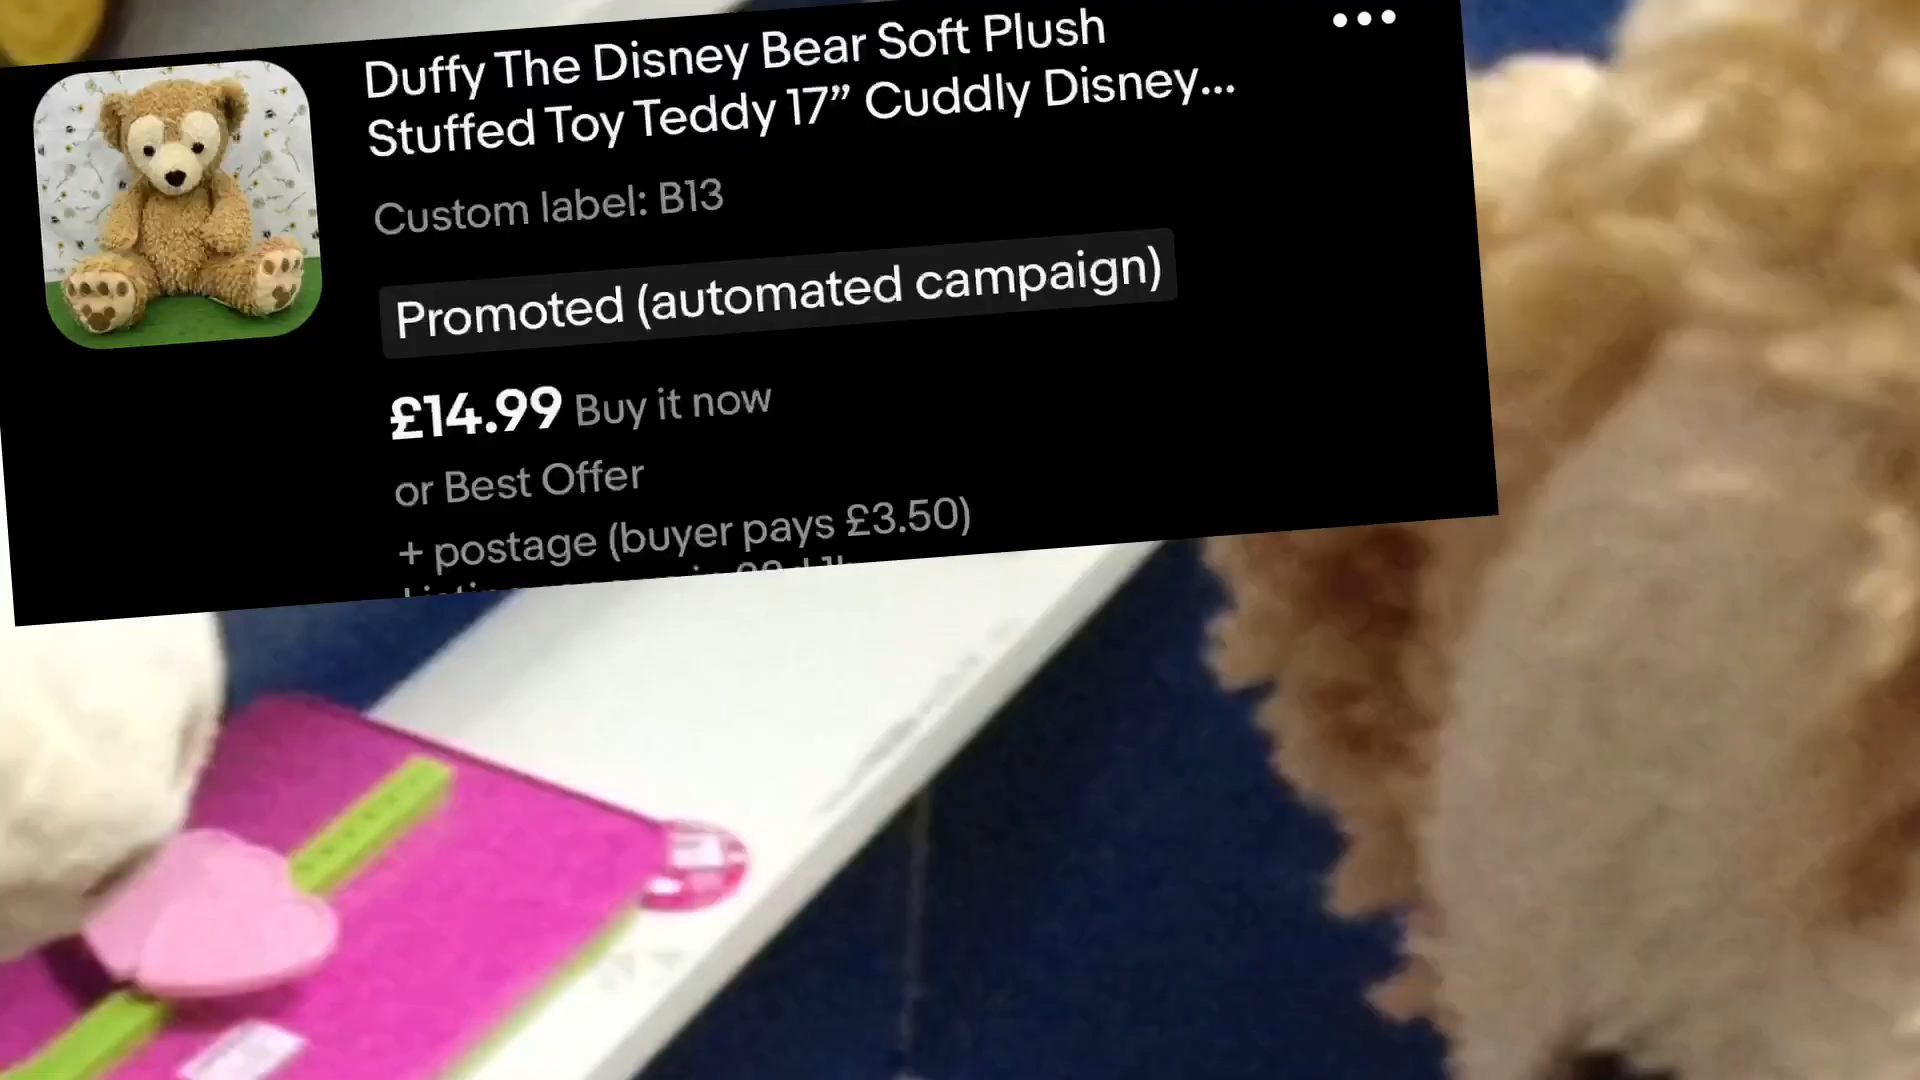 Duffy The Disney Bear Soft Plush
Stuffed Toy Teddy 17” Cuddly Disney...
Custom label: B13
Promoted (automated campaign)
£14.99 Buy it now
or Best Offer
+ postage (buyer pays £3.50)